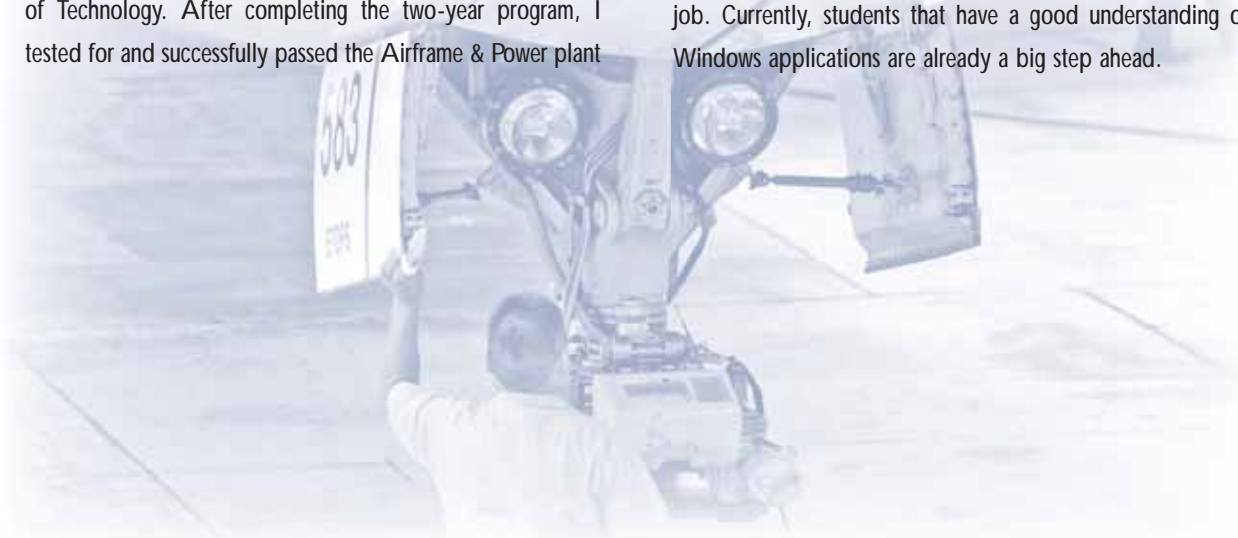 of Technology. After completing the two-year program, I
tested for and successfully passed the Airframe & Power plant
job. Currently, students that have a good understanding
Windows applications are already a big step ahead.
583
ETOPS